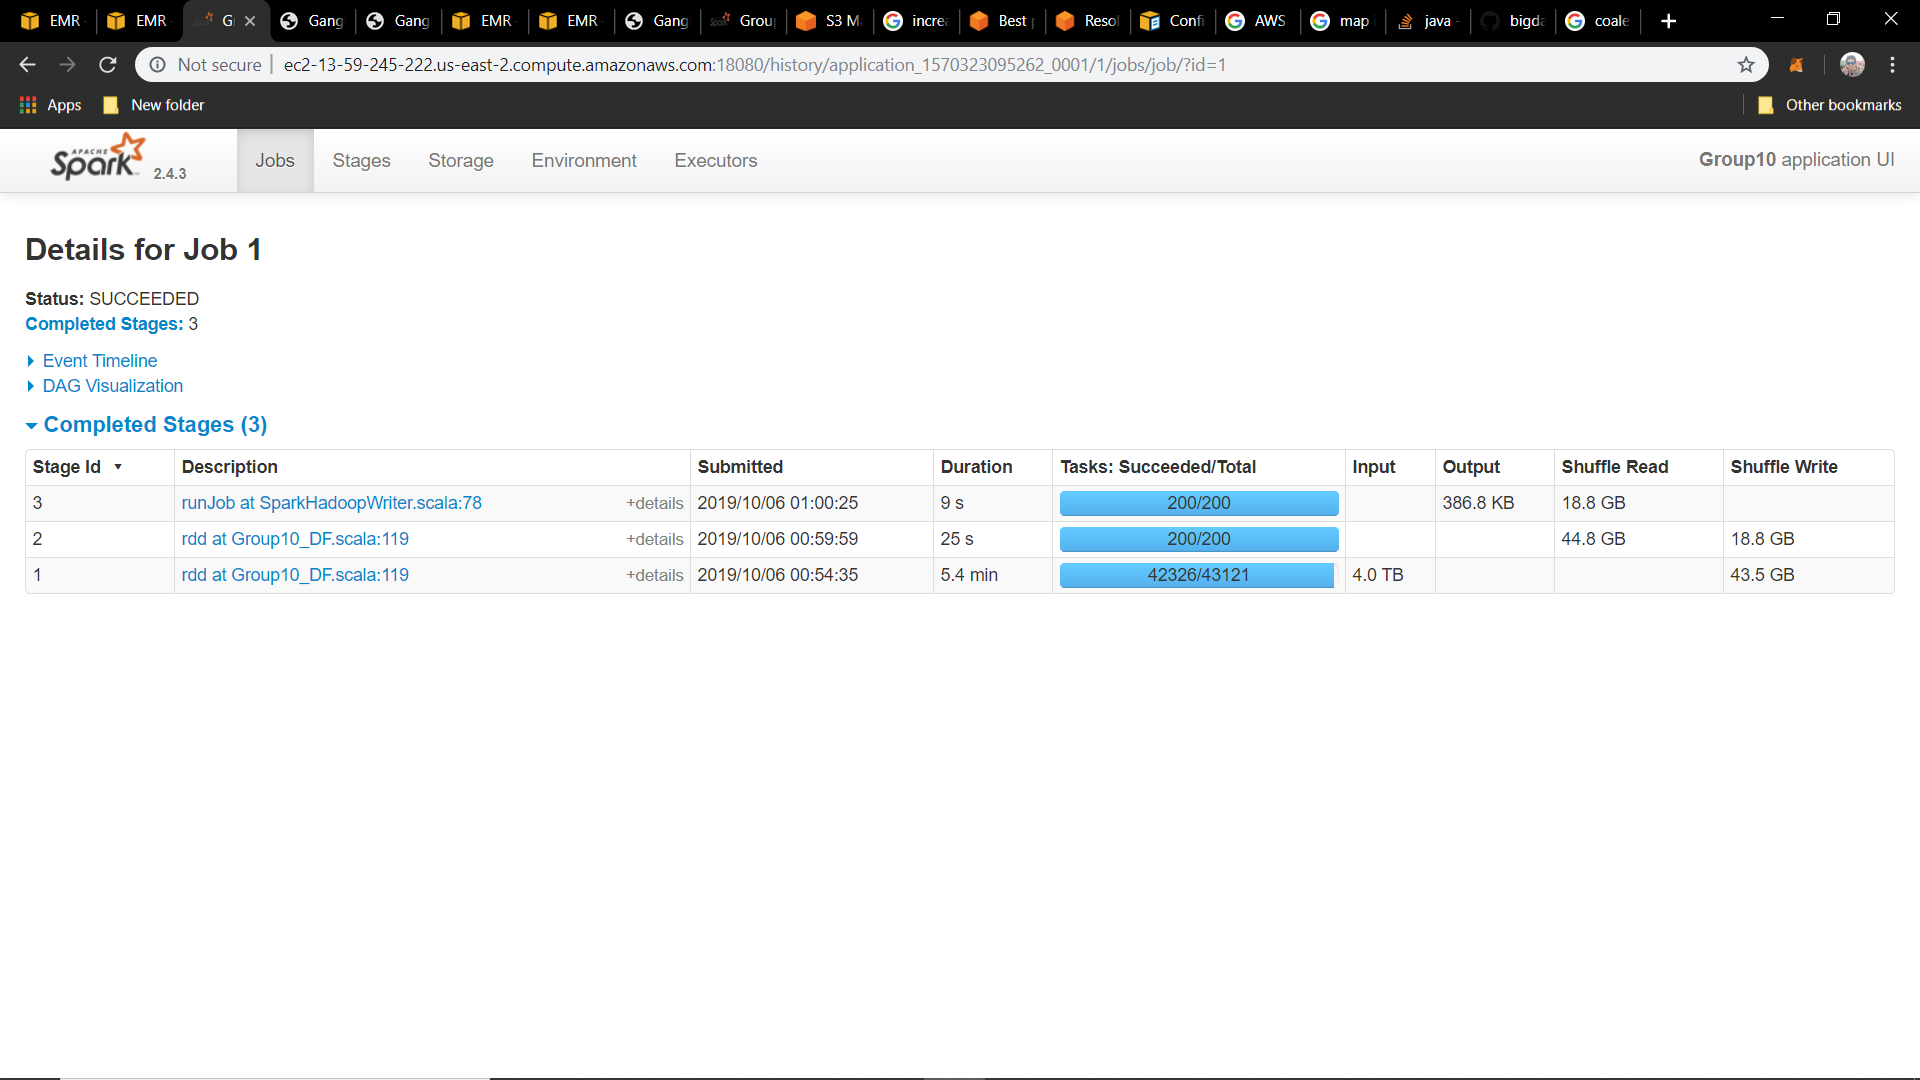 EMR EMR G Gang Gang EMR EMR Gang Grou S3 M increa Best Resol Confi AWS map java - bigda coale
Not secure | ec2-13-59-245-222.us-east-2.compute.amazonaws.com:18080/history/application_1570323095262_0001/1/jobs/job/?id=1
Apps New folder Other bookmarks
APACHE Spark 2.4.3 Jobs Stages Storage Environment Executors Group10 application UI
Details for Job 1
Status: SUCCEEDED
Completed Stages: 3
Event Timeline
DAG Visualization
Completed Stages (3)
Stage Id Description Submitted Duration Tasks: Succeeded/Total Input Output Shuffle Read Shuffle Write
3 runJob at SparkHadoopWriter.scala:78 +details 2019/10/06 01:00:25 9 s 200/200 386.8 KB 18.8 GB
2 rdd at Group10_DF.scala:119 +details 2019/10/06 00:59:59 25 s 200/200 44.8 GB 18.8 GB
1 rdd at Group10_DF.scala:119 +details 2019/10/06 00:54:35 5.4 min 42326/43121 4.0 TB 43.5 GB